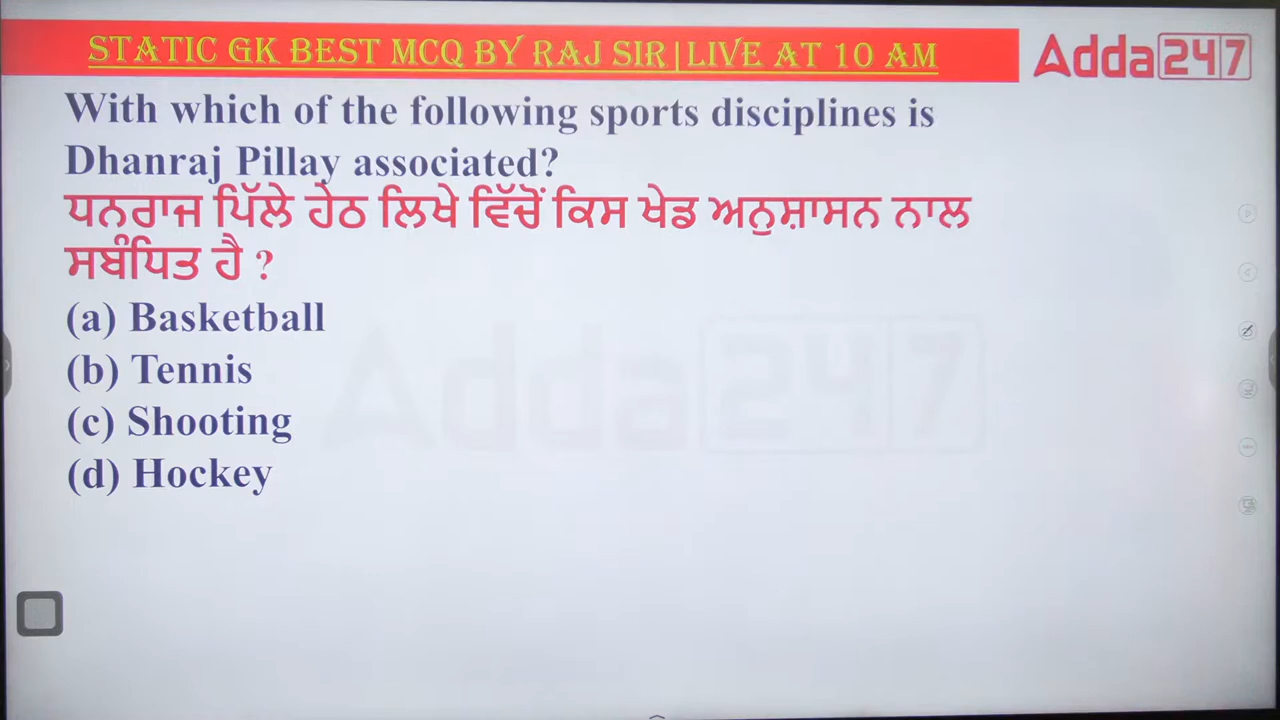 STATIC GK BEST MCQ BY RAJ SIR|LIVE AT 10 AM
Adda247
With which of the following sports disciplines is
Dhanraj Pillay associated?
ਧਨਰਾਜ ਪਿੱਲੇ ਹੇਠ ਲਿਖੇ ਵਿੱਚੋਂ ਕਿਸ ਖੇਡ ਅਨੁਸ਼ਾਸਨ ਨਾਲ
ਸਬੰਧਿਤ ਹੈ ?
(a) Basketball
(b) Tennis
(c) Shooting
(d) Hockey
Adda247